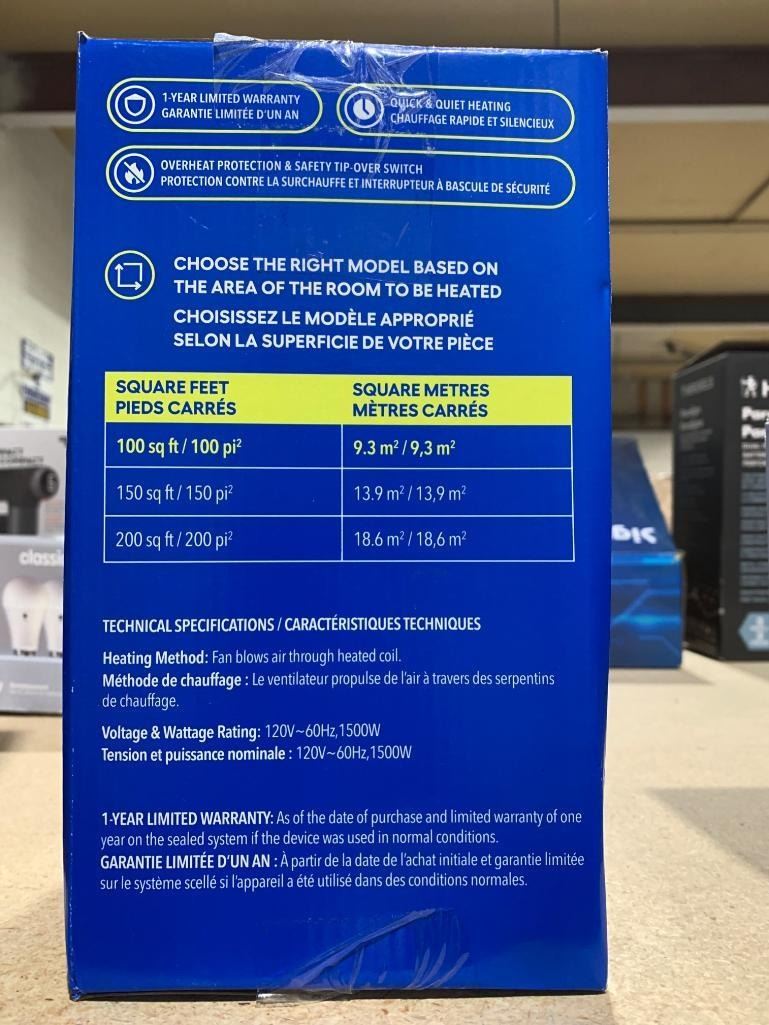 1-YEAR LIMITED WARRANTY
GARANTIE LIMITÉE D'UN AN
QUICK & QUIET HEATING
CHAUFFAGE RAPIDE ET SILENCIEUX
OVERHEAT PROTECTION & SAFETY TIP-OVER SWITCH
PROTECTION CONTRE LA SURCHAUFFE ET INTERRUPTEUR À BASCULE DE SÉCURITÉ
CHOOSE THE RIGHT MODEL BASED ON
THE AREA OF THE ROOM TO BE HEATED
CHOISISSEZ LE MODÈLE APPROPRIÉ
SELON LA SUPERFICIE DE VOTRE PIÈCE
SQUARE FEET
PIEDS CARRÉS
SQUARE METRES
MÈTRES CARRÉS
100 sq ft / 100 pi²
9.3 m² / 9,3 m²
150 sq ft / 150 pi²
13.9 m² / 13,9 m²
200 sq ft / 200 pi²
18.6 m² / 18,6 m²
TECHNICAL SPECIFICATIONS / CARACTÉRISTIQUES TECHNIQUES
Heating Method: Fan blows air through heated coil.
Méthode de chauffage : Le ventilateur propulse de l'air à travers des serpentins
de chauffage.
Voltage & Wattage Rating: 120V~60Hz,1500W
Tension et puissance nominale : 120V~60Hz,1500W
1-YEAR LIMITED WARRANTY: As of the date of purchase and limited warranty of one
year on the sealed system if the device was used in normal conditions.
GARANTIE LIMITÉE D'UN AN : À partir de la date de l'achat initiale et garantie limitée
sur le système scellé si l'appareil a été utilisé dans des conditions normales.
classi